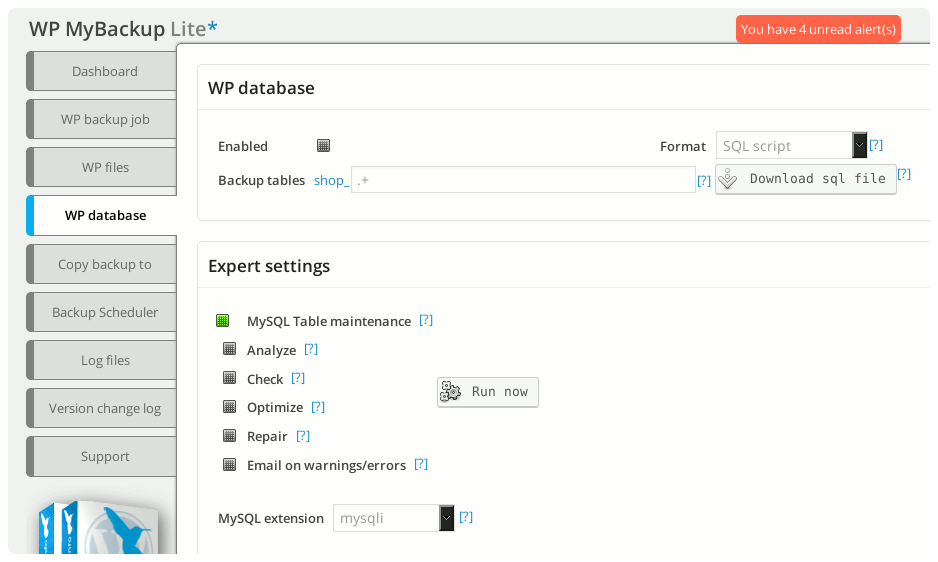 WP MyBackup Lite*
You have 4 unread alert(s)
Dashboard
WP backup job
WP files
WP database
Copy backup to
Backup Scheduler
Log files
Version change log
Support
WP database
Enabled
Format SQL script [?]
Backup tables shop_ .+ [?] Download sql file [?]
Expert settings
MySQL Table maintenance [?]
Analyze [?]
Check [?]
Run now
Optimize [?]
Repair [?]
Email on warnings/errors [?]
MySQL extension mysqli [?]